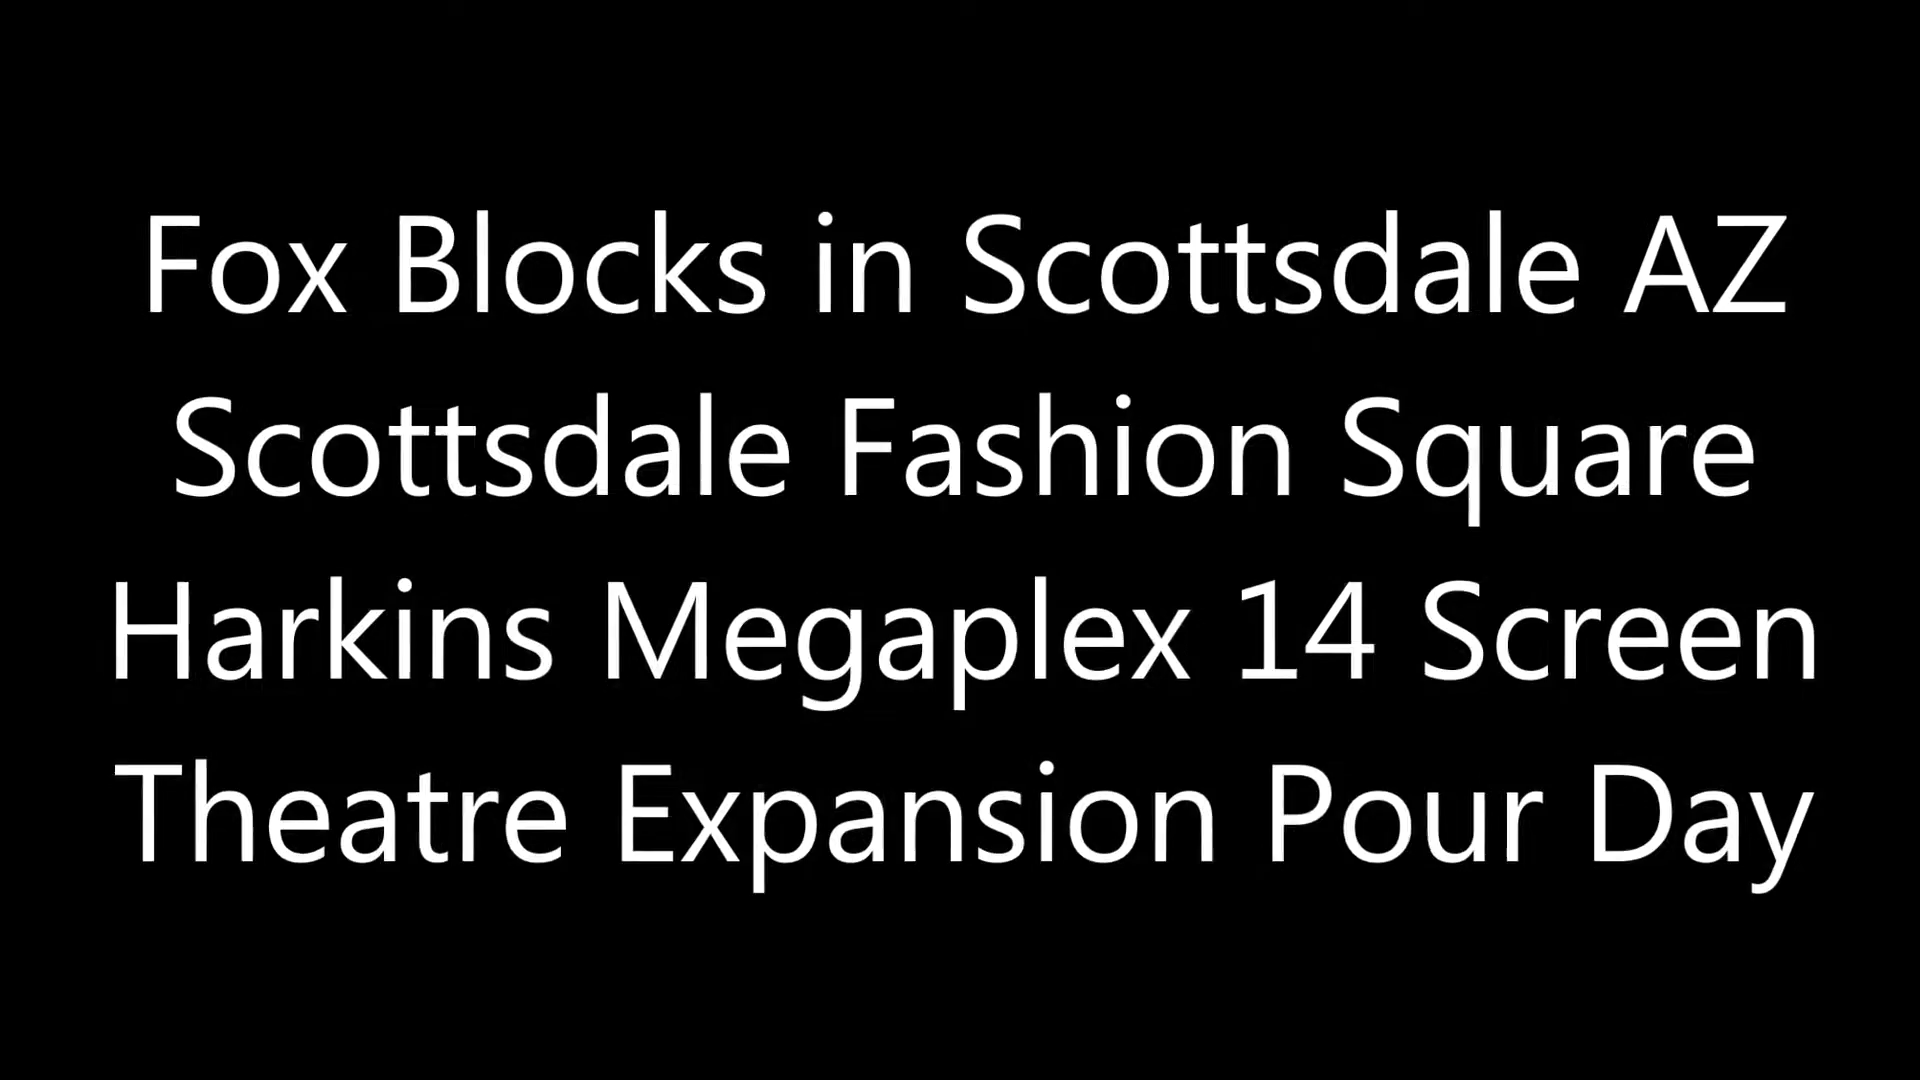 Fox Blocks in Scottsdale AZ
Scottsdale Fashion Square
Harkins Megaplex 14 Screen
Theatre Expansion Pour Day